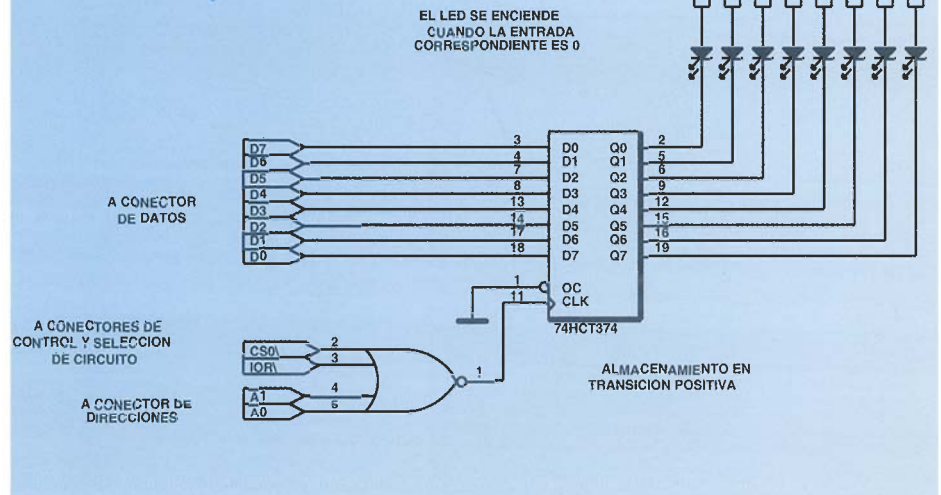 EL LED SE ENCIENDE
CUANDO LA ENTRADA
CORRESPONDIENTE ES 0
A CONECTOR
DE DATOS
D7
D6
D5
D4
D3
D2
D1
D0
3
4
7
8
13
14
17
18
D0 Q0
D1 Q1
D2 Q2
D3 Q3
D4 Q4
D5 Q5
D6 Q6
D7 Q7
2
5
6
9
12
15
16
19
1
OC
11
CLK
74HCT374
A CONECTORES DE
CONTROL Y SELECCION
DE CIRCUITO
CS0\
IOR\
2
3
A CONECTOR DE
DIRECCIONES
A1
A0
4
5
1
ALMACENAMIENTO EN
TRANSICION POSITIVA